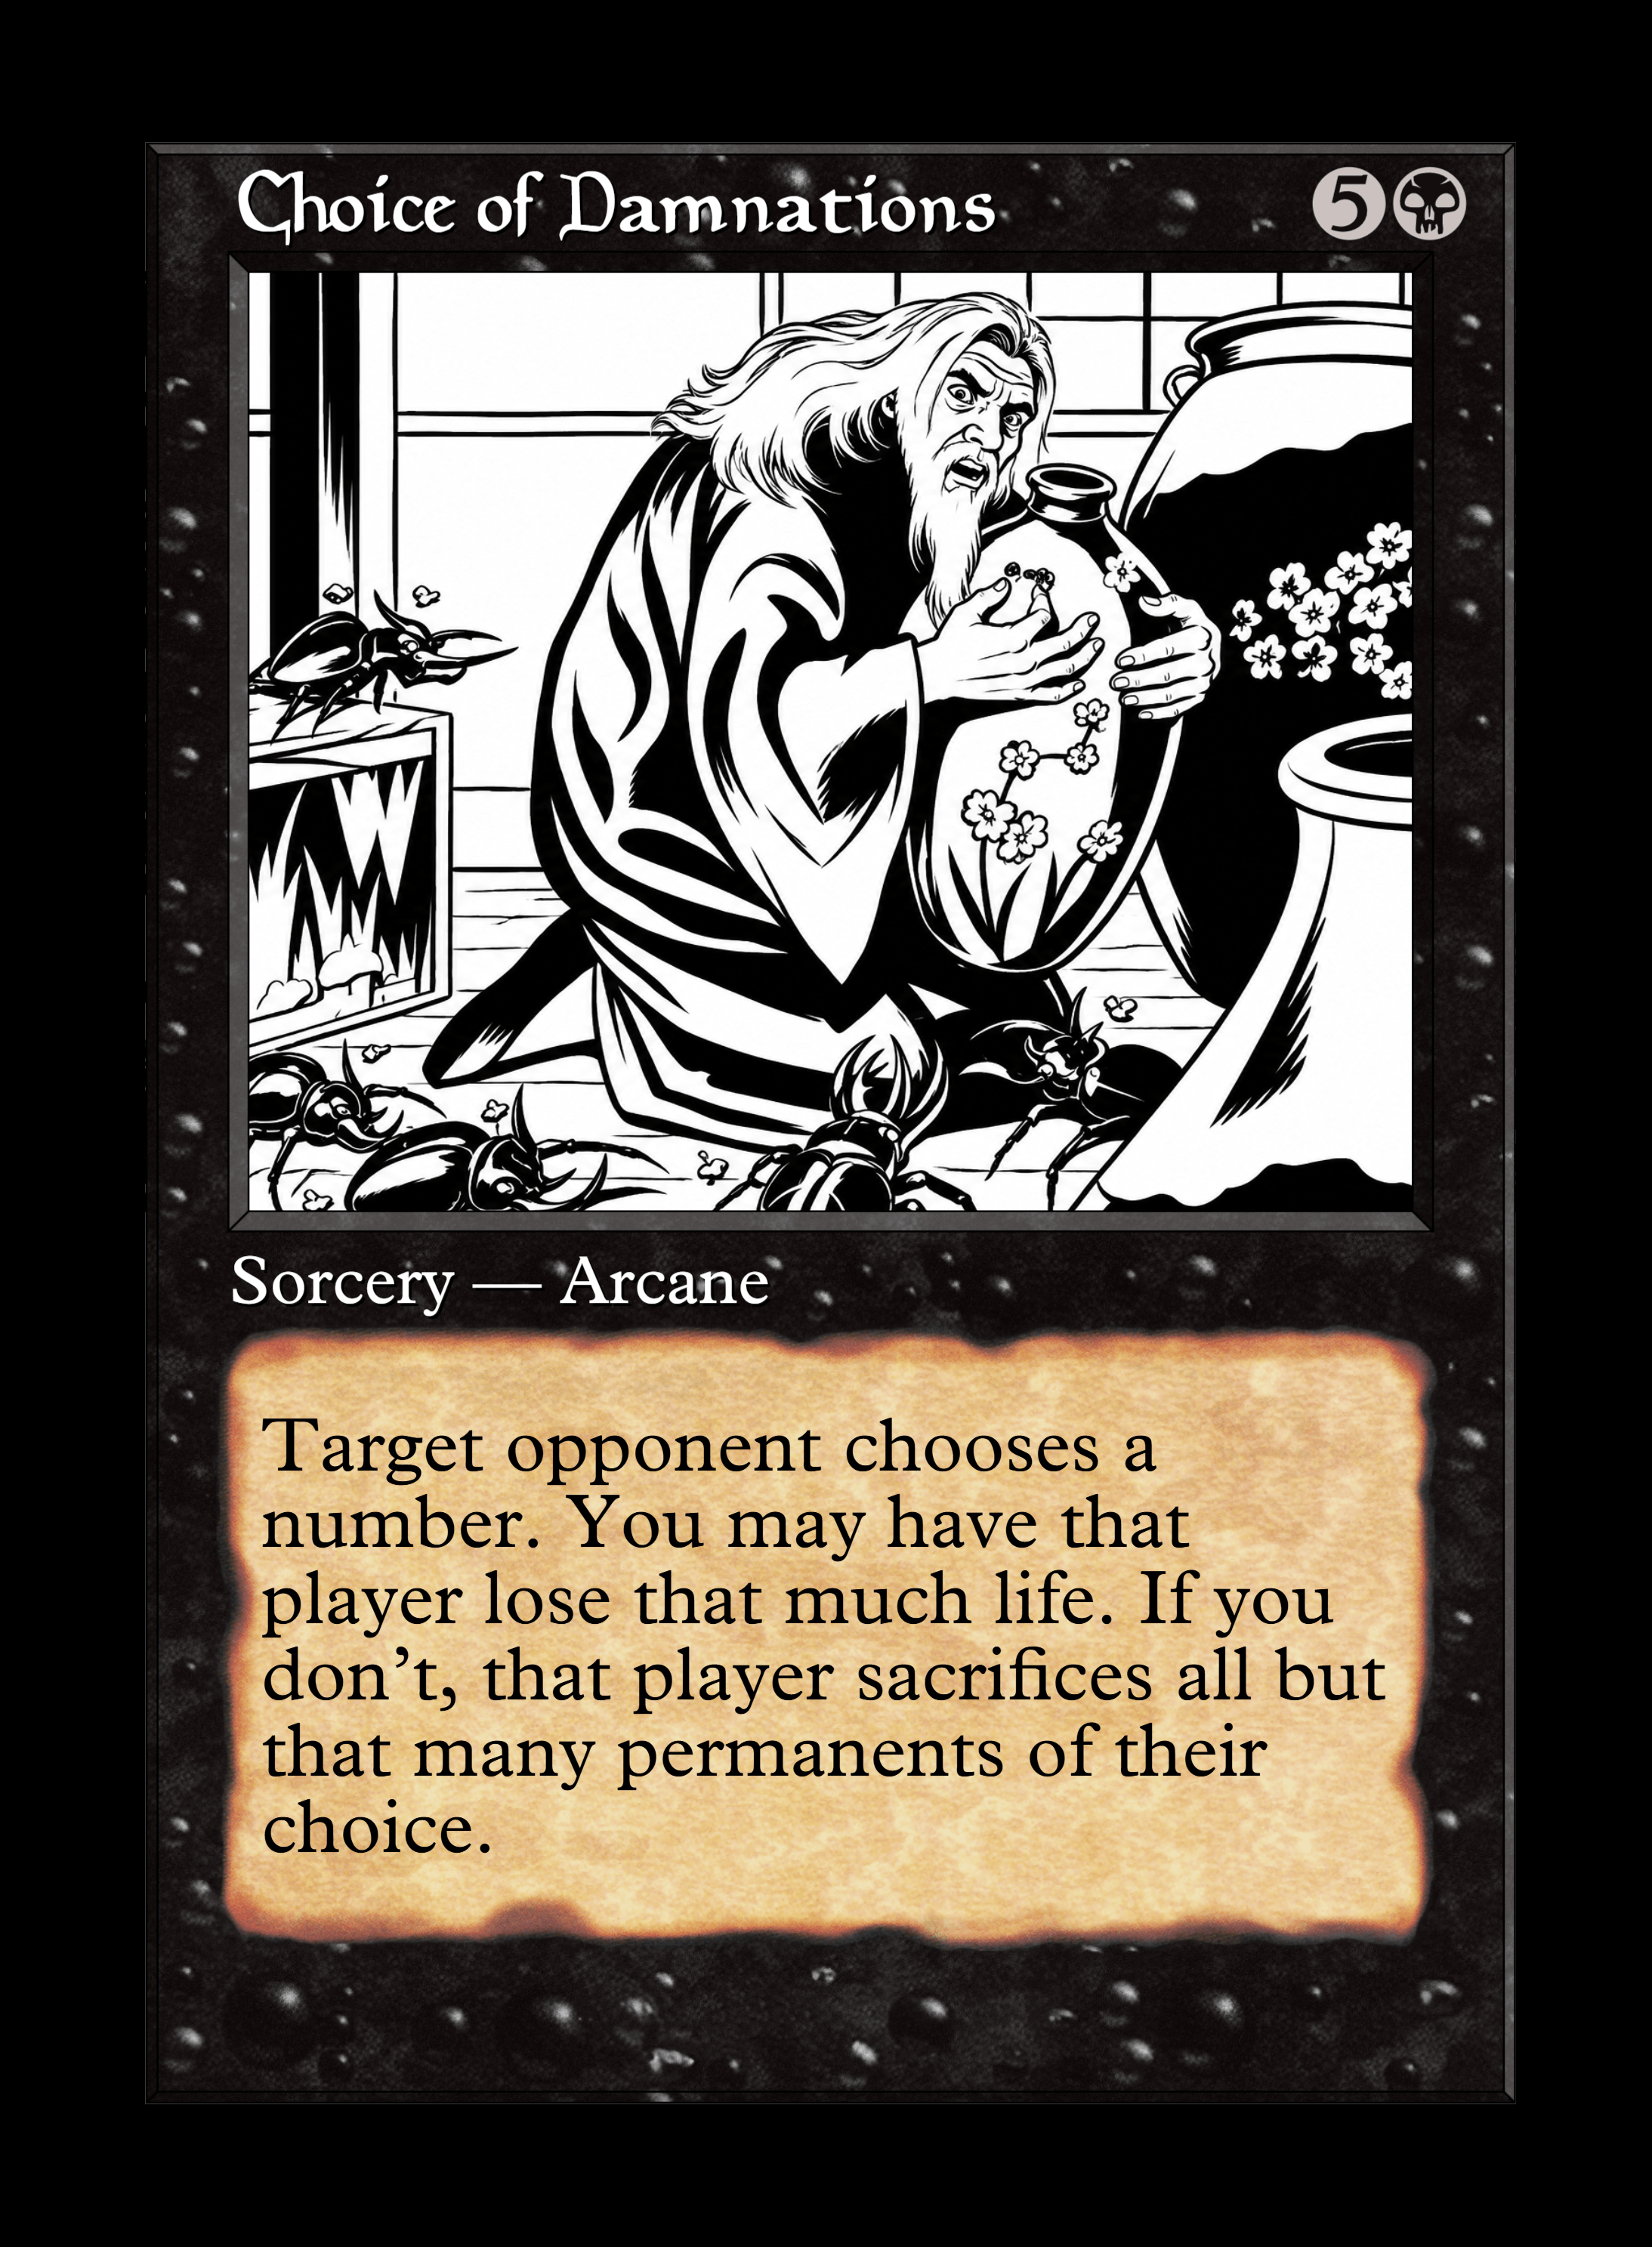 Choice of Damnations 5
Sorcery — Arcane
Target opponent chooses a
number. You may have that
player lose that much life. If you
don’t, that player sacrifices all but
that many permanents of their
choice.